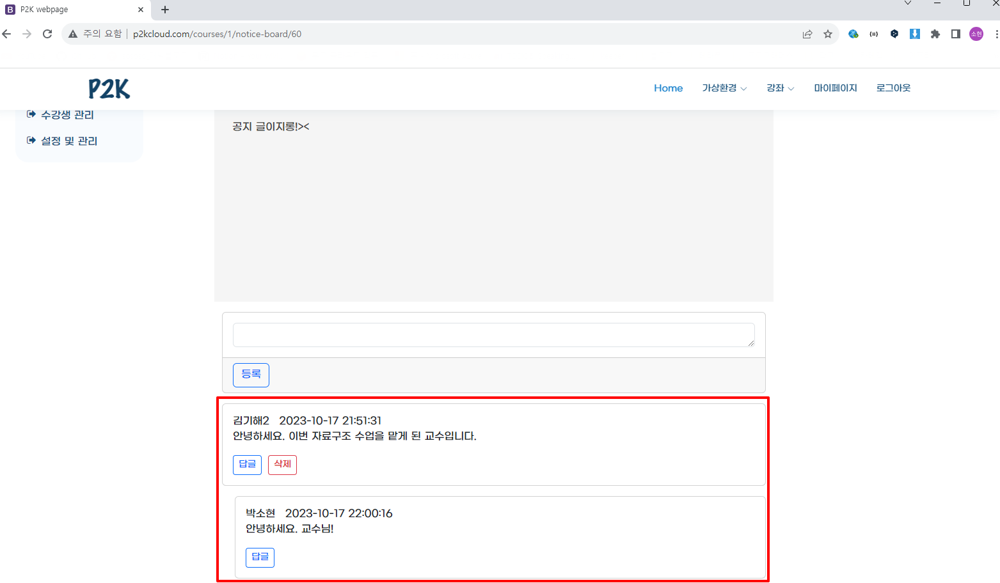 P2K webpage
주의 요함 p2kcloud.com/courses/1/notice-board/60
소현
P2K
Home 가상환경 강좌 마이페이지 로그아웃
수강생 관리
설정 및 관리
공지 글이지롱!><
등록
김기해2 2023-10-17 21:51:31
안녕하세요. 이번 자료구조 수업을 맡게 된 교수입니다.
답글 삭제
박소현 2023-10-17 22:00:16
안녕하세요. 교수님!
답글